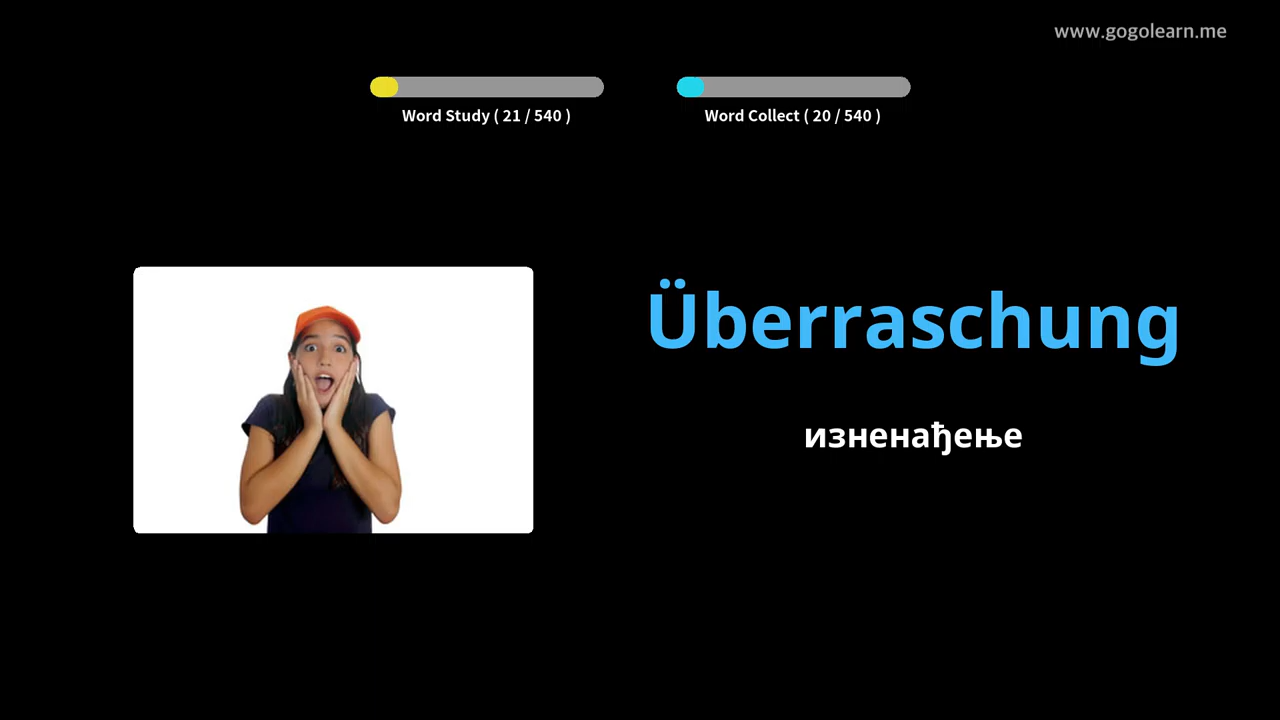 www.gogolearn.me
Word Study ( 21 / 540 )
Word Collect ( 20 / 540 )
Überraschung
изненађење